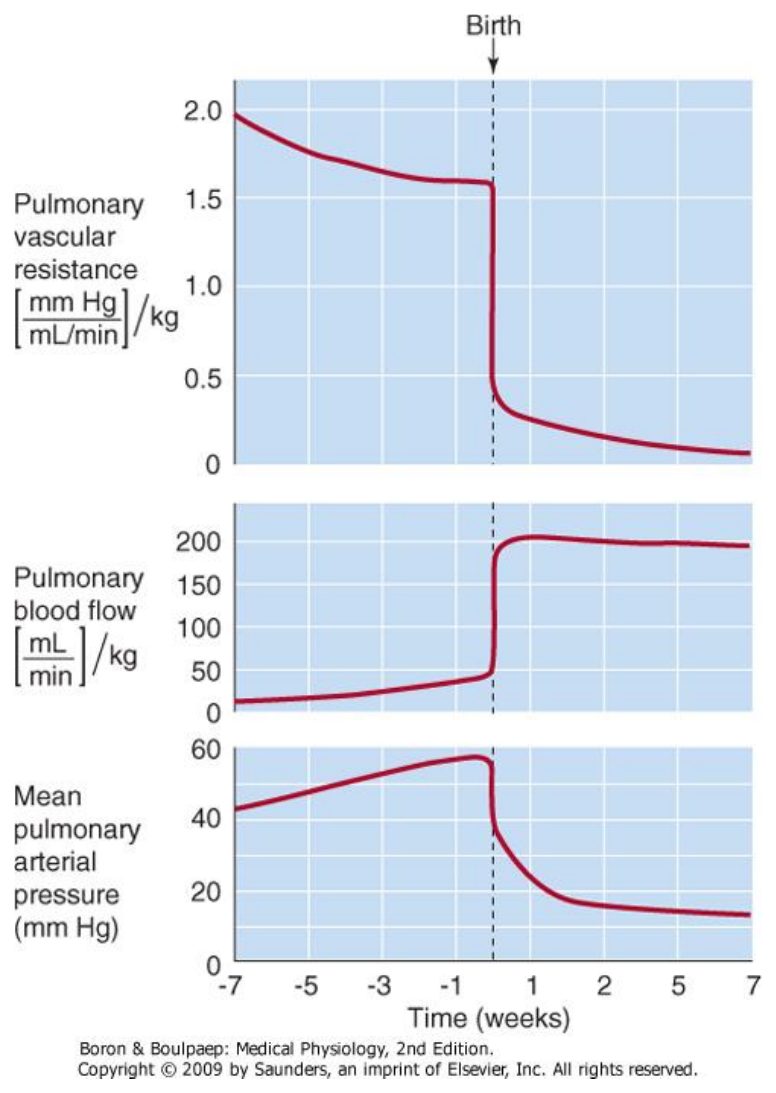 Birth
2.0
1.5
1.0
0.5
0
Pulmonary
vascular
resistance
[mm Hg
mL/min]/kg
200
150
100
50
0
Pulmonary
blood flow
[mL
min]/kg
60
40
20
0
Mean
pulmonary
arterial
pressure
(mm Hg)
-7 -5 -3 -1 1 2 5 7
Time (weeks)
Boron & Boulpaep: Medical Physiology, 2nd Edition.
Copyright © 2009 by Saunders, an imprint of Elsevier, Inc. All rights reserved.